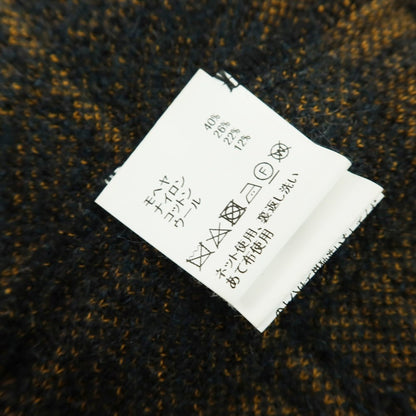 モヘヤ 40%
ナイロン 26%
コットン 22%
ウール 12%
ネット使用、裏返し洗い
あて布使用